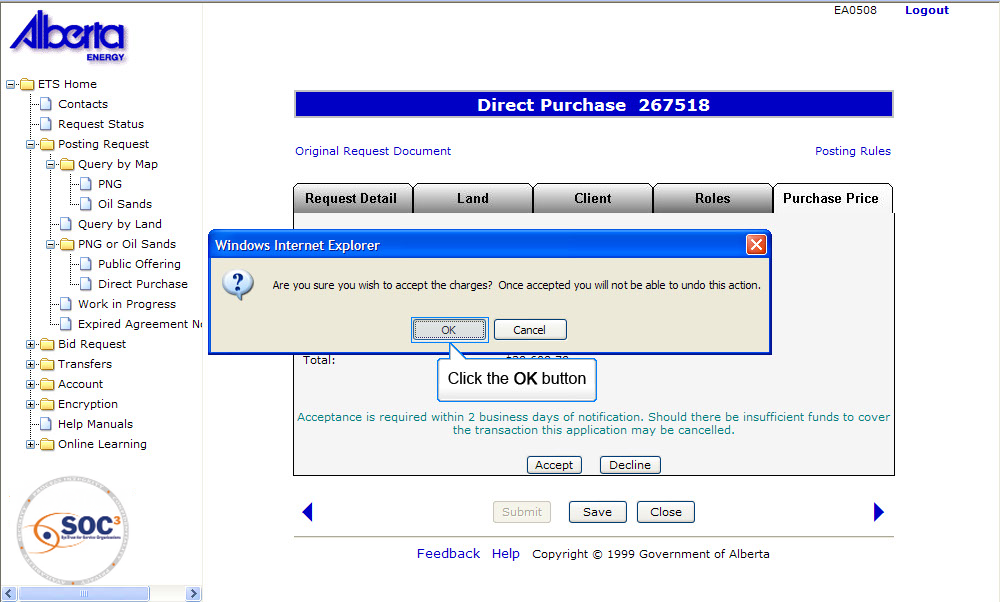 EA0508 Logout
Alberta
ENERGY
ETS Home
Contacts
Request Status
Posting Request
Query by Map
PNG
Oil Sands
Query by Land
PNG or Oil Sands
Public Offering
Direct Purchase
Work in Progress
Expired Agreement No
Bid Request
Transfers
Account
Encryption
Help Manuals
Online Learning
SOC3
Direct Purchase 267518
Original Request Document Posting Rules
Request Detail Land Client Roles Purchase Price
Windows Internet Explorer
Are you sure you wish to accept the charges? Once accepted you will not be able to undo this action.
OK Cancel
Total:
Click the OK button
Acceptance is required within 2 business days of notification. Should there be insufficient funds to cover
the transaction this application may be cancelled.
Accept Decline
Submit Save Close
Feedback Help Copyright © 1999 Government of Alberta